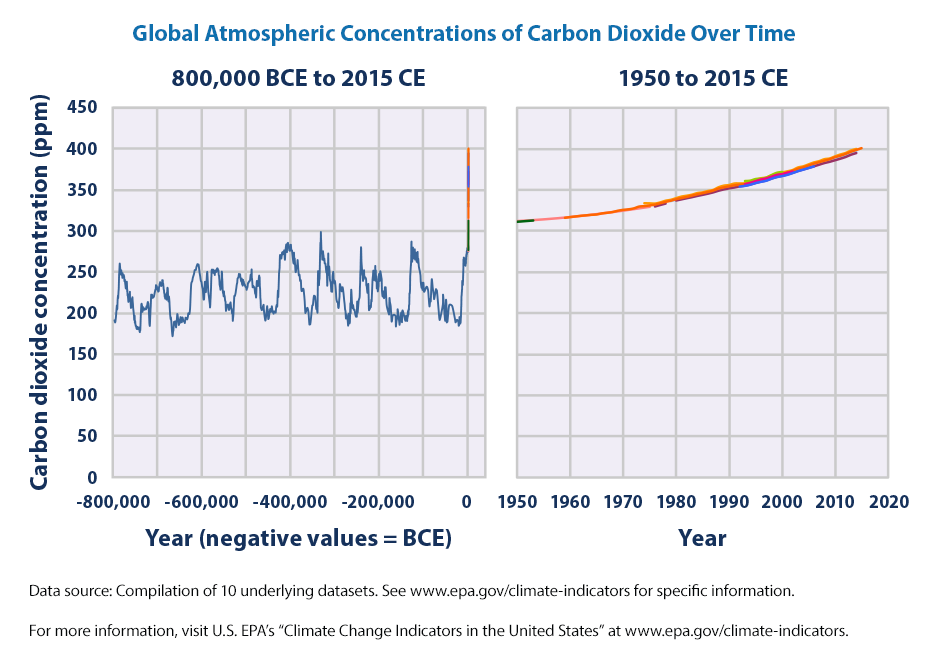 Global Atmospheric Concentrations of Carbon Dioxide Over Time
800,000 BCE to 2015 CE
1950 to 2015 CE
Carbon dioxide concentration (ppm)
450
400
350
300
250
200
150
100
50
0
-800,000 -600,000 -400,000 -200,000 0
1950 1960 1970 1980 1990 2000 2010 2020
Year (negative values = BCE)
Year
Data source: Compilation of 10 underlying datasets. See www.epa.gov/climate-indicators for specific information.
For more information, visit U.S. EPA’s “Climate Change Indicators in the United States” at www.epa.gov/climate-indicators.